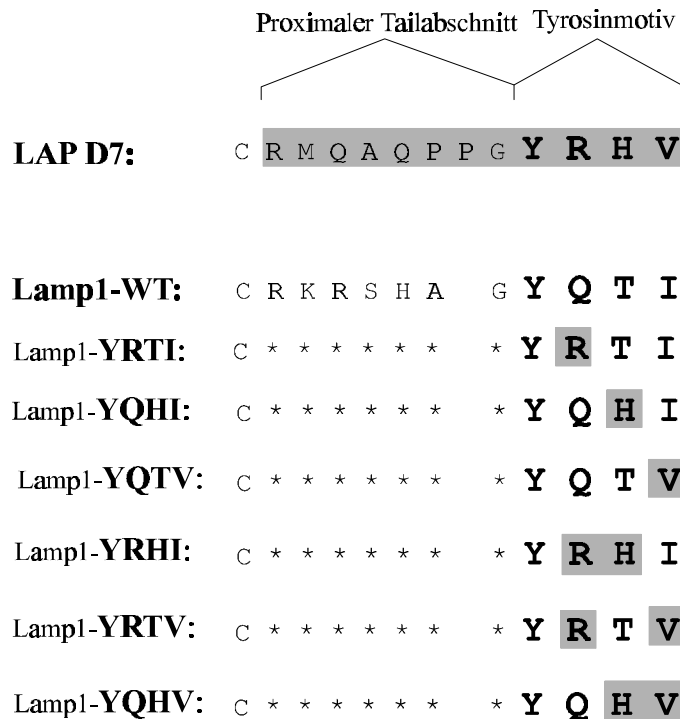 Proximaler Tailabschnitt Tyrosinmotiv
LAP D7: C R M Q A Q P P G Y R H V
Lamp1-WT: C R K R S H A G Y Q T I
Lamp1-YRTI: C * * * * * * * Y R T I
Lamp1-YQHI: C * * * * * * * Y Q H I
Lamp1-YQTV: C * * * * * * * Y Q T V
Lamp1-YRHI: C * * * * * * * Y R H I
Lamp1-YRTV: C * * * * * * * Y R T V
Lamp1-YQHV: C * * * * * * * Y Q H V